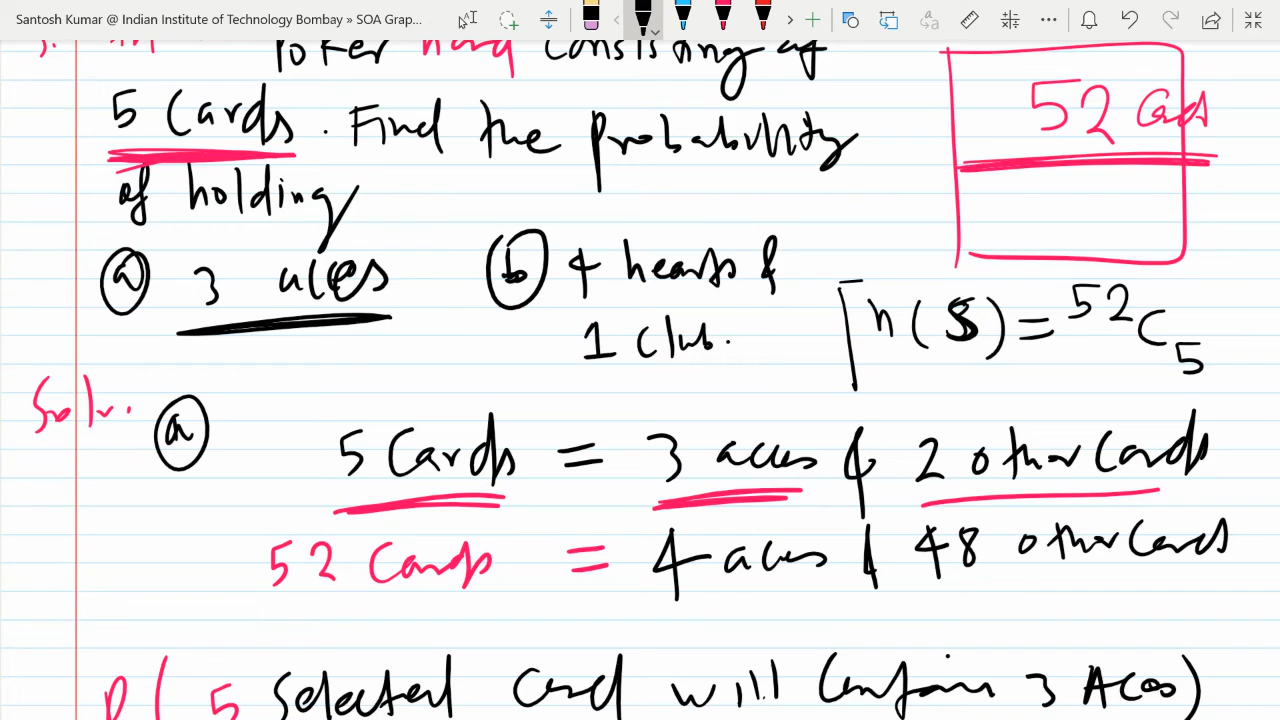 Santosh Kumar @ Indian Institute of Technology Bombay » SOA Grap...
Poker hand consisting of
5 Cards. Find the probability
of holding
52 Cards
(a) 3 aces (b) 4 hearts &
1 club.
n(S) = ⁵²C₅
Solv. (a)
5 Cards = 3 aces & 2 other Cards
52 Cards = 4 aces & 48 other Cards
P( 5 selected card will contain 3 Aces)